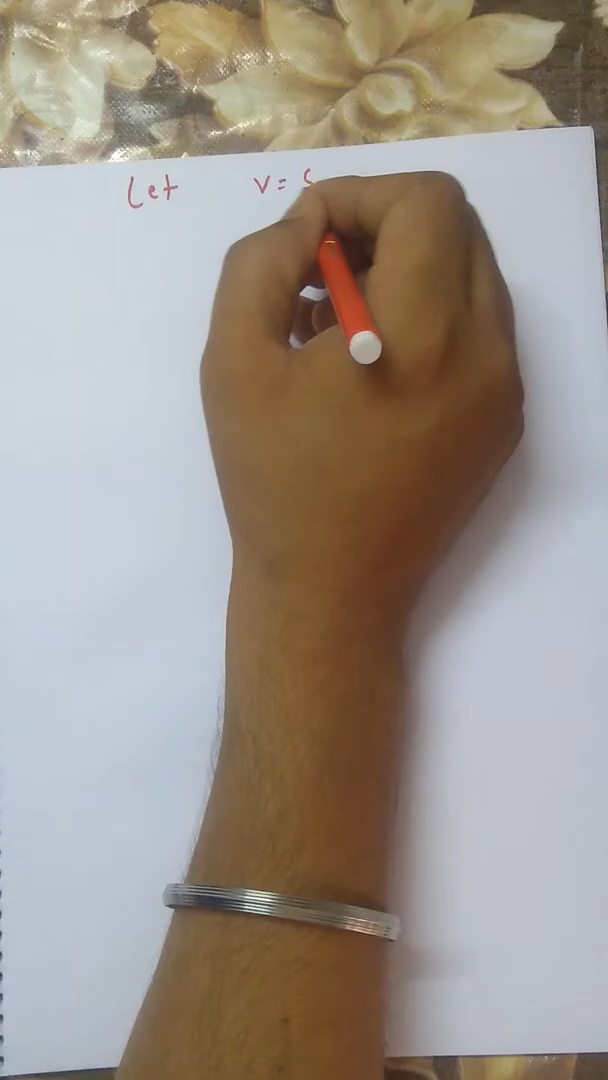 Let v = S